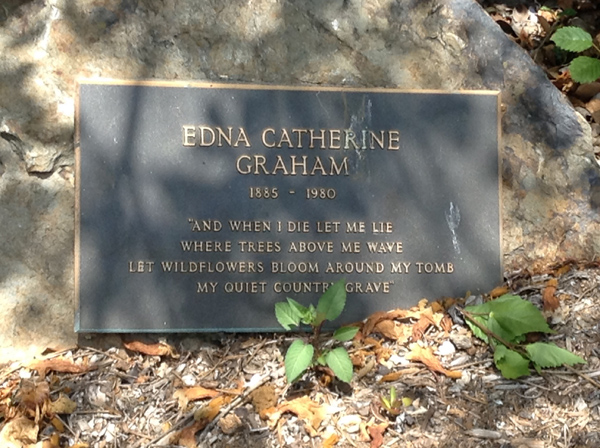 EDNA CATHERINE
GRAHAM
1885 - 1980
"AND WHEN I DIE LET ME LIE
WHERE TREES ABOVE ME WAVE
LET WILDFLOWERS BLOOM AROUND MY TOMB
MY QUIET COUNTRY GRAVE"